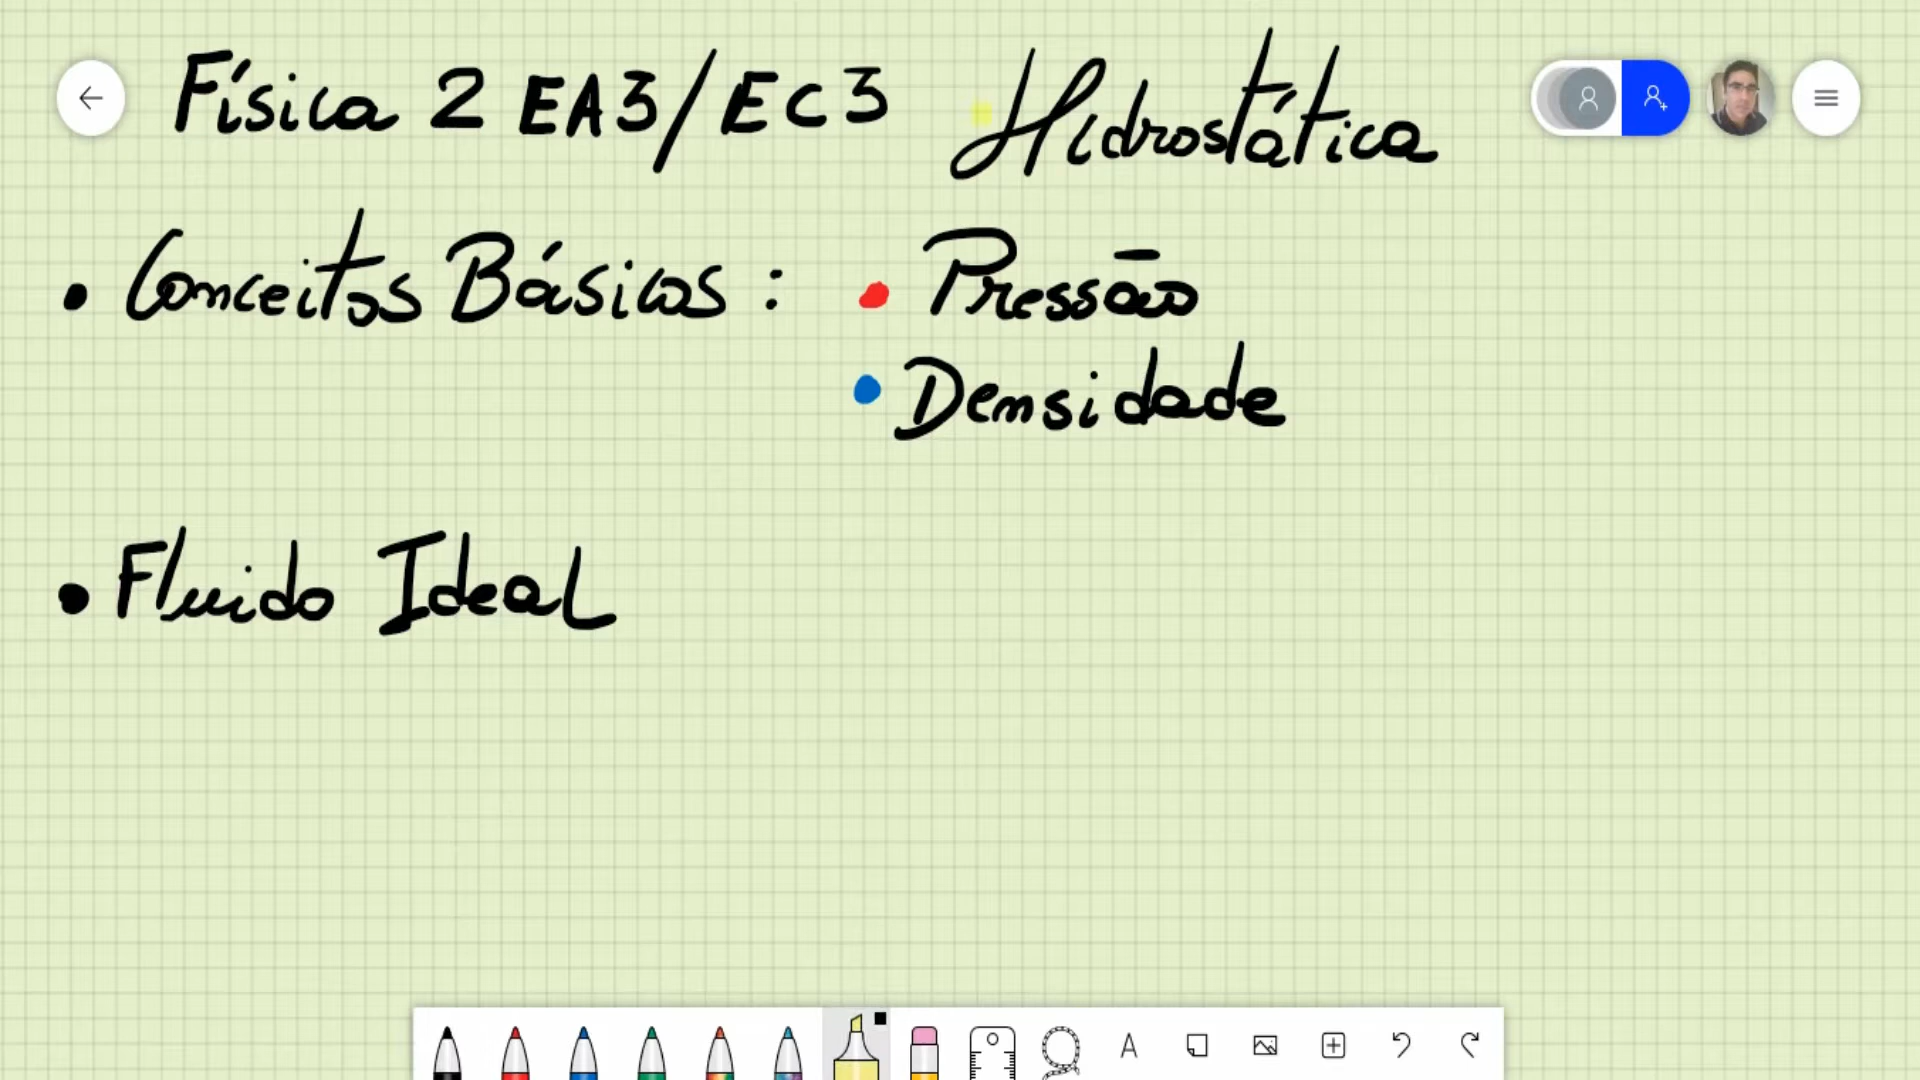 Física 2 EA3/EC3 Hidrostática
• Conceitos Básicos : • Pressão
• Densidade
• Fluido Ideal